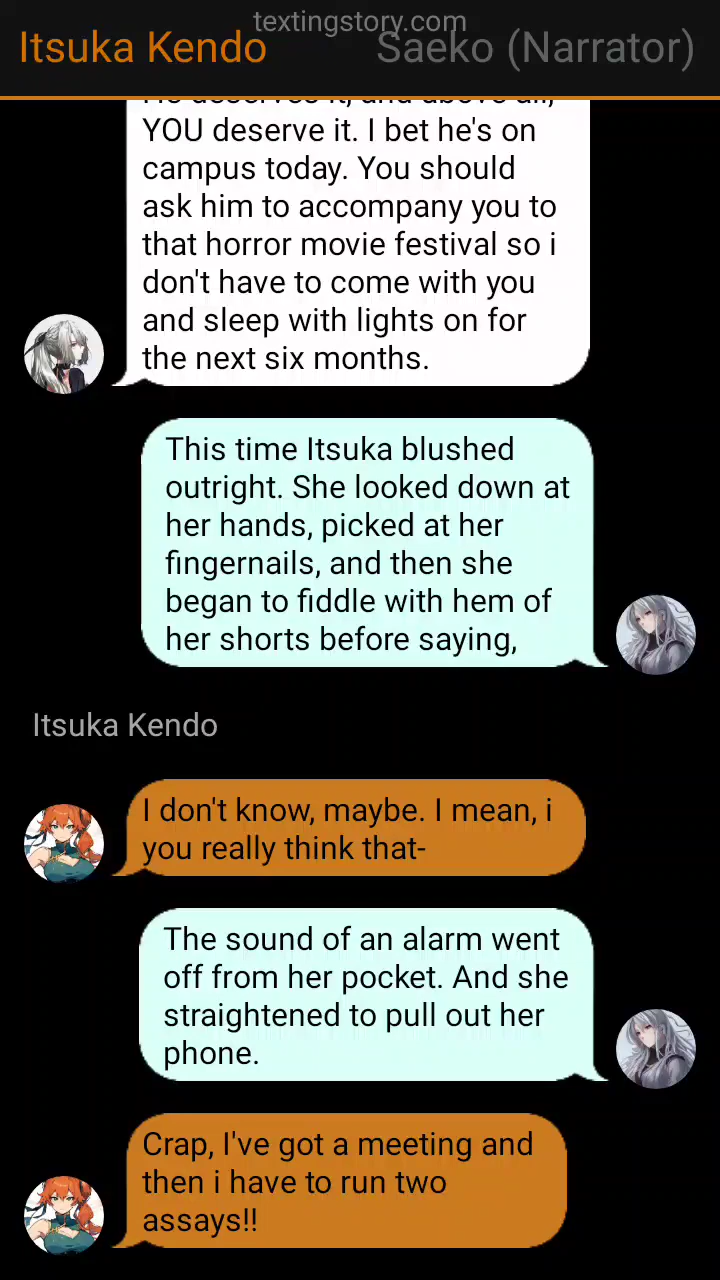 textingstory.com
Itsuka Kendo
Saeko (Narrator)
He deserves it, and above all,
YOU deserve it. I bet he's on
campus today. You should
ask him to accompany you to
that horror movie festival so i
don't have to come with you
and sleep with lights on for
the next six months.
This time Itsuka blushed
outright. She looked down at
her hands, picked at her
fingernails, and then she
began to fiddle with hem of
her shorts before saying,
Itsuka Kendo
I don't know, maybe. I mean, i
you really think that-
The sound of an alarm went
off from her pocket. And she
straightened to pull out her
phone.
Crap, I've got a meeting and
then i have to run two
assays!!